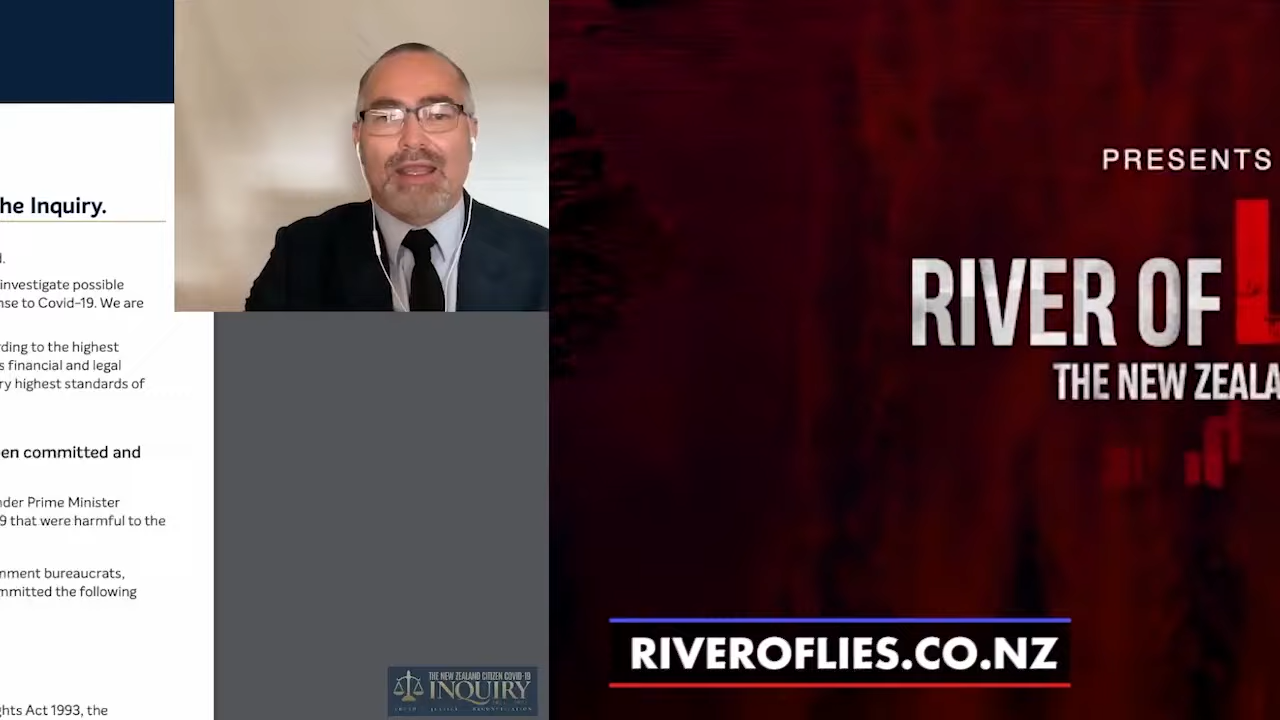 he Inquiry.
d.
investigate possible
nse to Covid-19. We are
rding to the highest
s financial and legal
ry highest standards of
en committed and
nder Prime Minister
9 that were harmful to the
nment bureaucrats,
mmitted the following
ghts Act 1993, the
THE NEW ZEALAND CITIZEN COVID-19
INQUIRY
PRESENTS
RIVER OF L
THE NEW ZEALA
RIVEROFLIES.CO.NZ